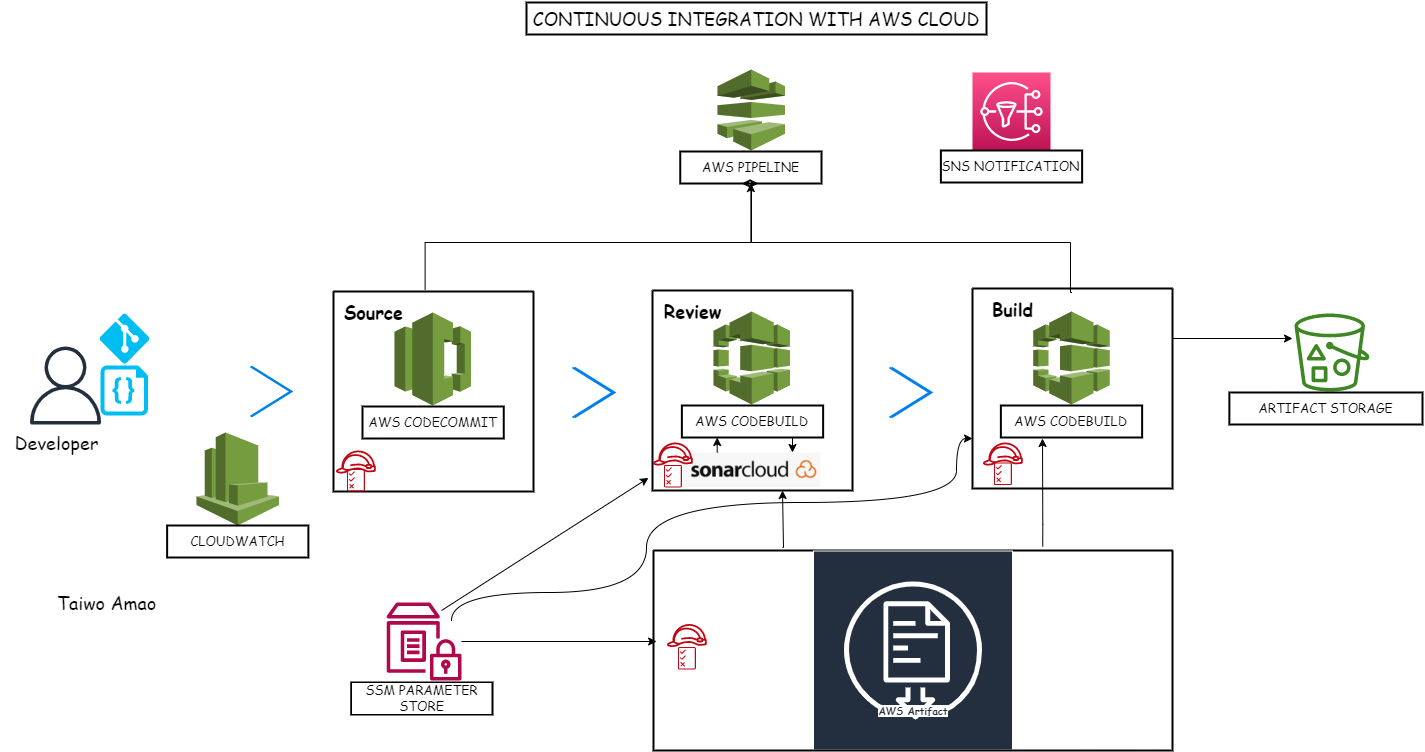 CONTINUOUS INTEGRATION WITH AWS CLOUD
AWS PIPELINE
SNS NOTIFICATION
Source
Review
Build
AWS CODECOMMIT
AWS CODEBUILD
AWS CODEBUILD
ARTIFACT STORAGE
Developer
sonarcloud
CLOUDWATCH
Taiwo Amao
SSM PARAMETER
STORE
AWS Artifact